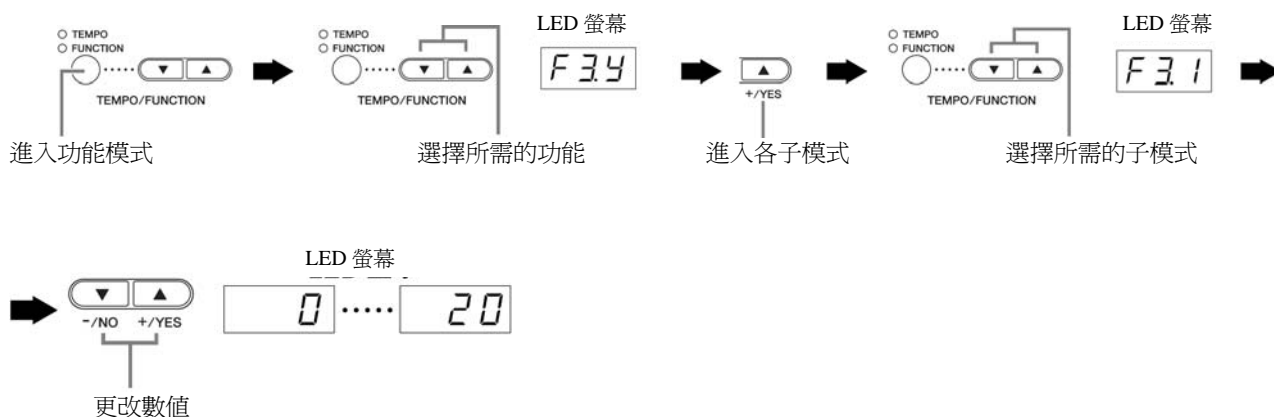 LED 螢幕
LED 螢幕
TEMPO
FUNCTION
TEMPO/FUNCTION
TEMPO
FUNCTION
TEMPO/FUNCTION
F 3.Y
+/YES
TEMPO
FUNCTION
TEMPO/FUNCTION
F 3.1
進入功能模式
選擇所需的功能
進入各子模式
選擇所需的子模式
LED 螢幕
-/NO +/YES
0 ····· 20
更改數值